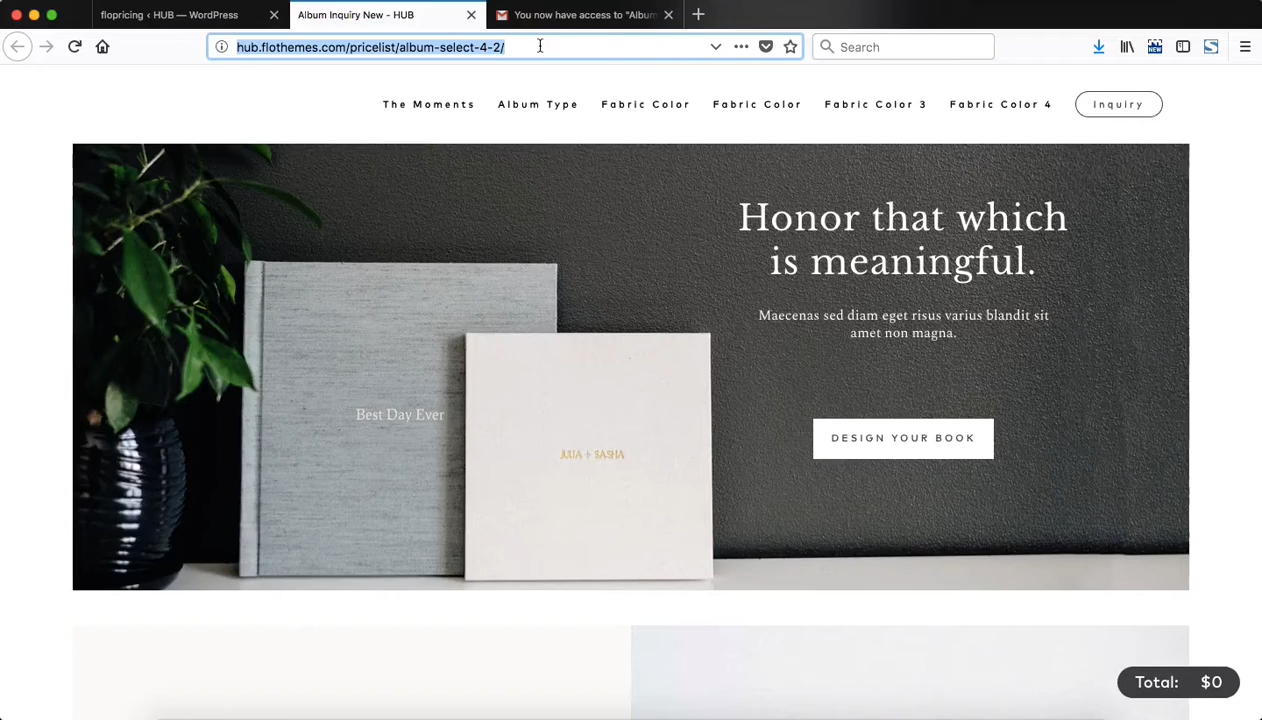 flopricing ‹ HUB — WordPress
Album Inquiry New - HUB
You now have access to "Album
hub.flothemes.com/pricelist/album-select-4-2/
Search
NEW
The Moments
Album Type
Fabric Color
Fabric Color
Fabric Color 3
Fabric Color 4
Inquiry
Honor that which
is meaningful.
Maecenas sed diam eget risus varius blandit sit
amet non magna.
DESIGN YOUR BOOK
Best Day Ever
JULIA + SASHA
Total: $0